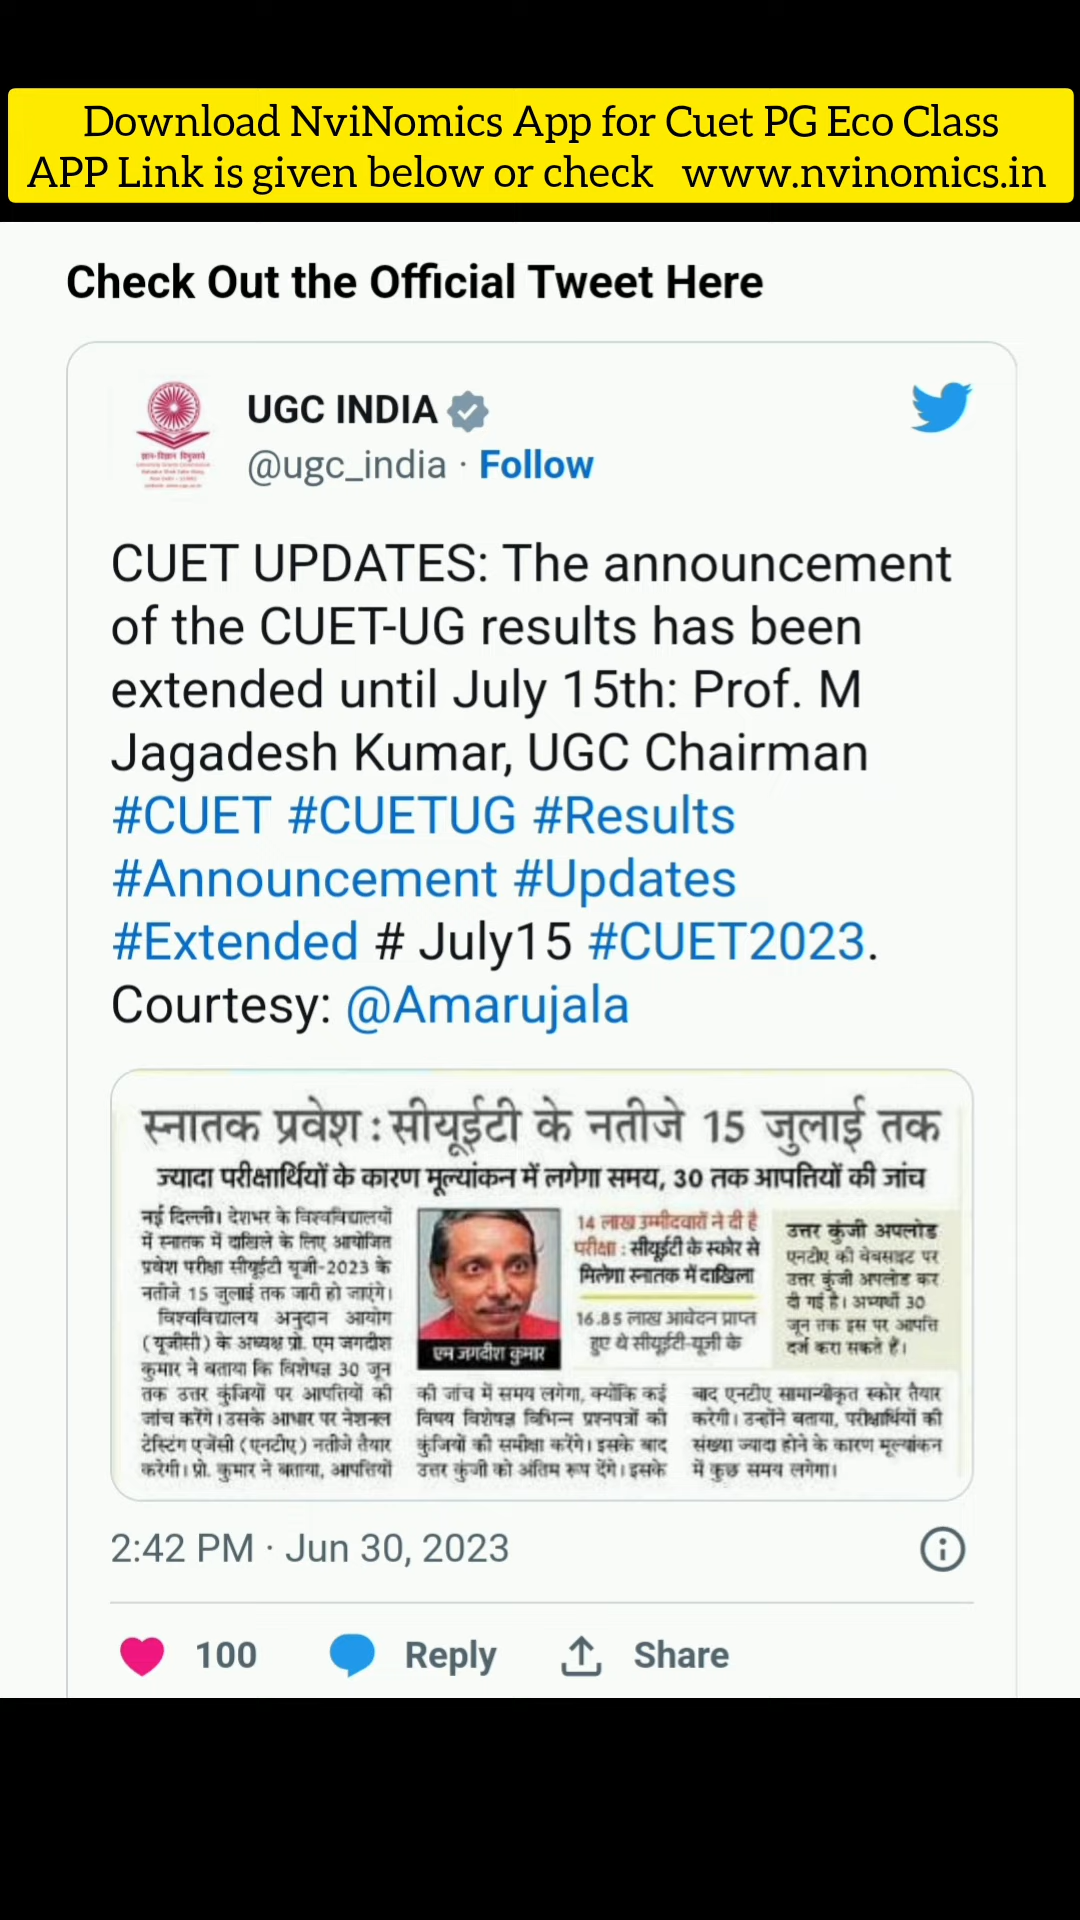 Download NviNomics App for Cuet PG Eco Class
APP Link is given below or check www.nvinomics.in
Check Out the Official Tweet Here
UGC INDIA
@ugc_india · Follow
CUET UPDATES: The announcement
of the CUET-UG results has been
extended until July 15th: Prof. M
Jagadesh Kumar, UGC Chairman
#CUET #CUETUG #Results
#Announcement #Updates
#Extended # July15 #CUET2023.
Courtesy: @Amarujala
स्नातक प्रवेश : सीयूईटी के नतीजे 15 जुलाई तक
ज्यादा परीक्षार्थियों के कारण मूल्यांकन में लगेगा समय, 30 तक आपत्तियों की जांच
नई दिल्ली। देशभर के विश्वविद्यालयों
में स्नातक में दाखिले के लिए आयोजित
प्रवेश परीक्षा सीयूईटी यूजी-2023 के
नतीजे 15 जुलाई तक जारी हो जाएंगे।
विश्वविद्यालय अनुदान आयोग
(यूजीसी) के अध्यक्ष प्रो. एम जगदीश
कुमार ने बताया कि विशेषज्ञ 30 जून
तक उत्तर कुंजियों पर आपत्तियों की
जांच करेंगे। उसके आधार पर नेशनल
टेस्टिंग एजेंसी (एनटीए) नतीजे तैयार
करेगी। प्रो. कुमार ने बताया, आपत्तियों
एम जगदीश कुमार
की जांच में समय लगेगा, क्योंकि कई
विषय विशेषज्ञ विभिन्न प्रश्नपत्रों की
कुंजियों की समीक्षा करेंगे। इसके बाद
उत्तर कुंजी को अंतिम रूप देंगे। इसके
14 लाख उम्मीदवारों ने दी है
परीक्षा : सीयूईटी के स्कोर से
मिलेगा स्नातक में दाखिला
16.85 लाख आवेदन प्राप्त
हुए थे सीयूईटी-यूजी के
उत्तर कुंजी अपलोड
एनटीए की वेबसाइट पर
उत्तर कुंजी अपलोड कर
दी गई है। अभ्यर्थी 30
जून तक इस पर आपत्ति
दर्ज करा सकते हैं।
बाद एनटीए सामान्यीकृत स्कोर तैयार
करेगी। उन्होंने बताया, परीक्षार्थियों की
संख्या ज्यादा होने के कारण मूल्यांकन
में कुछ समय लगेगा।
2:42 PM · Jun 30, 2023
100 Reply Share